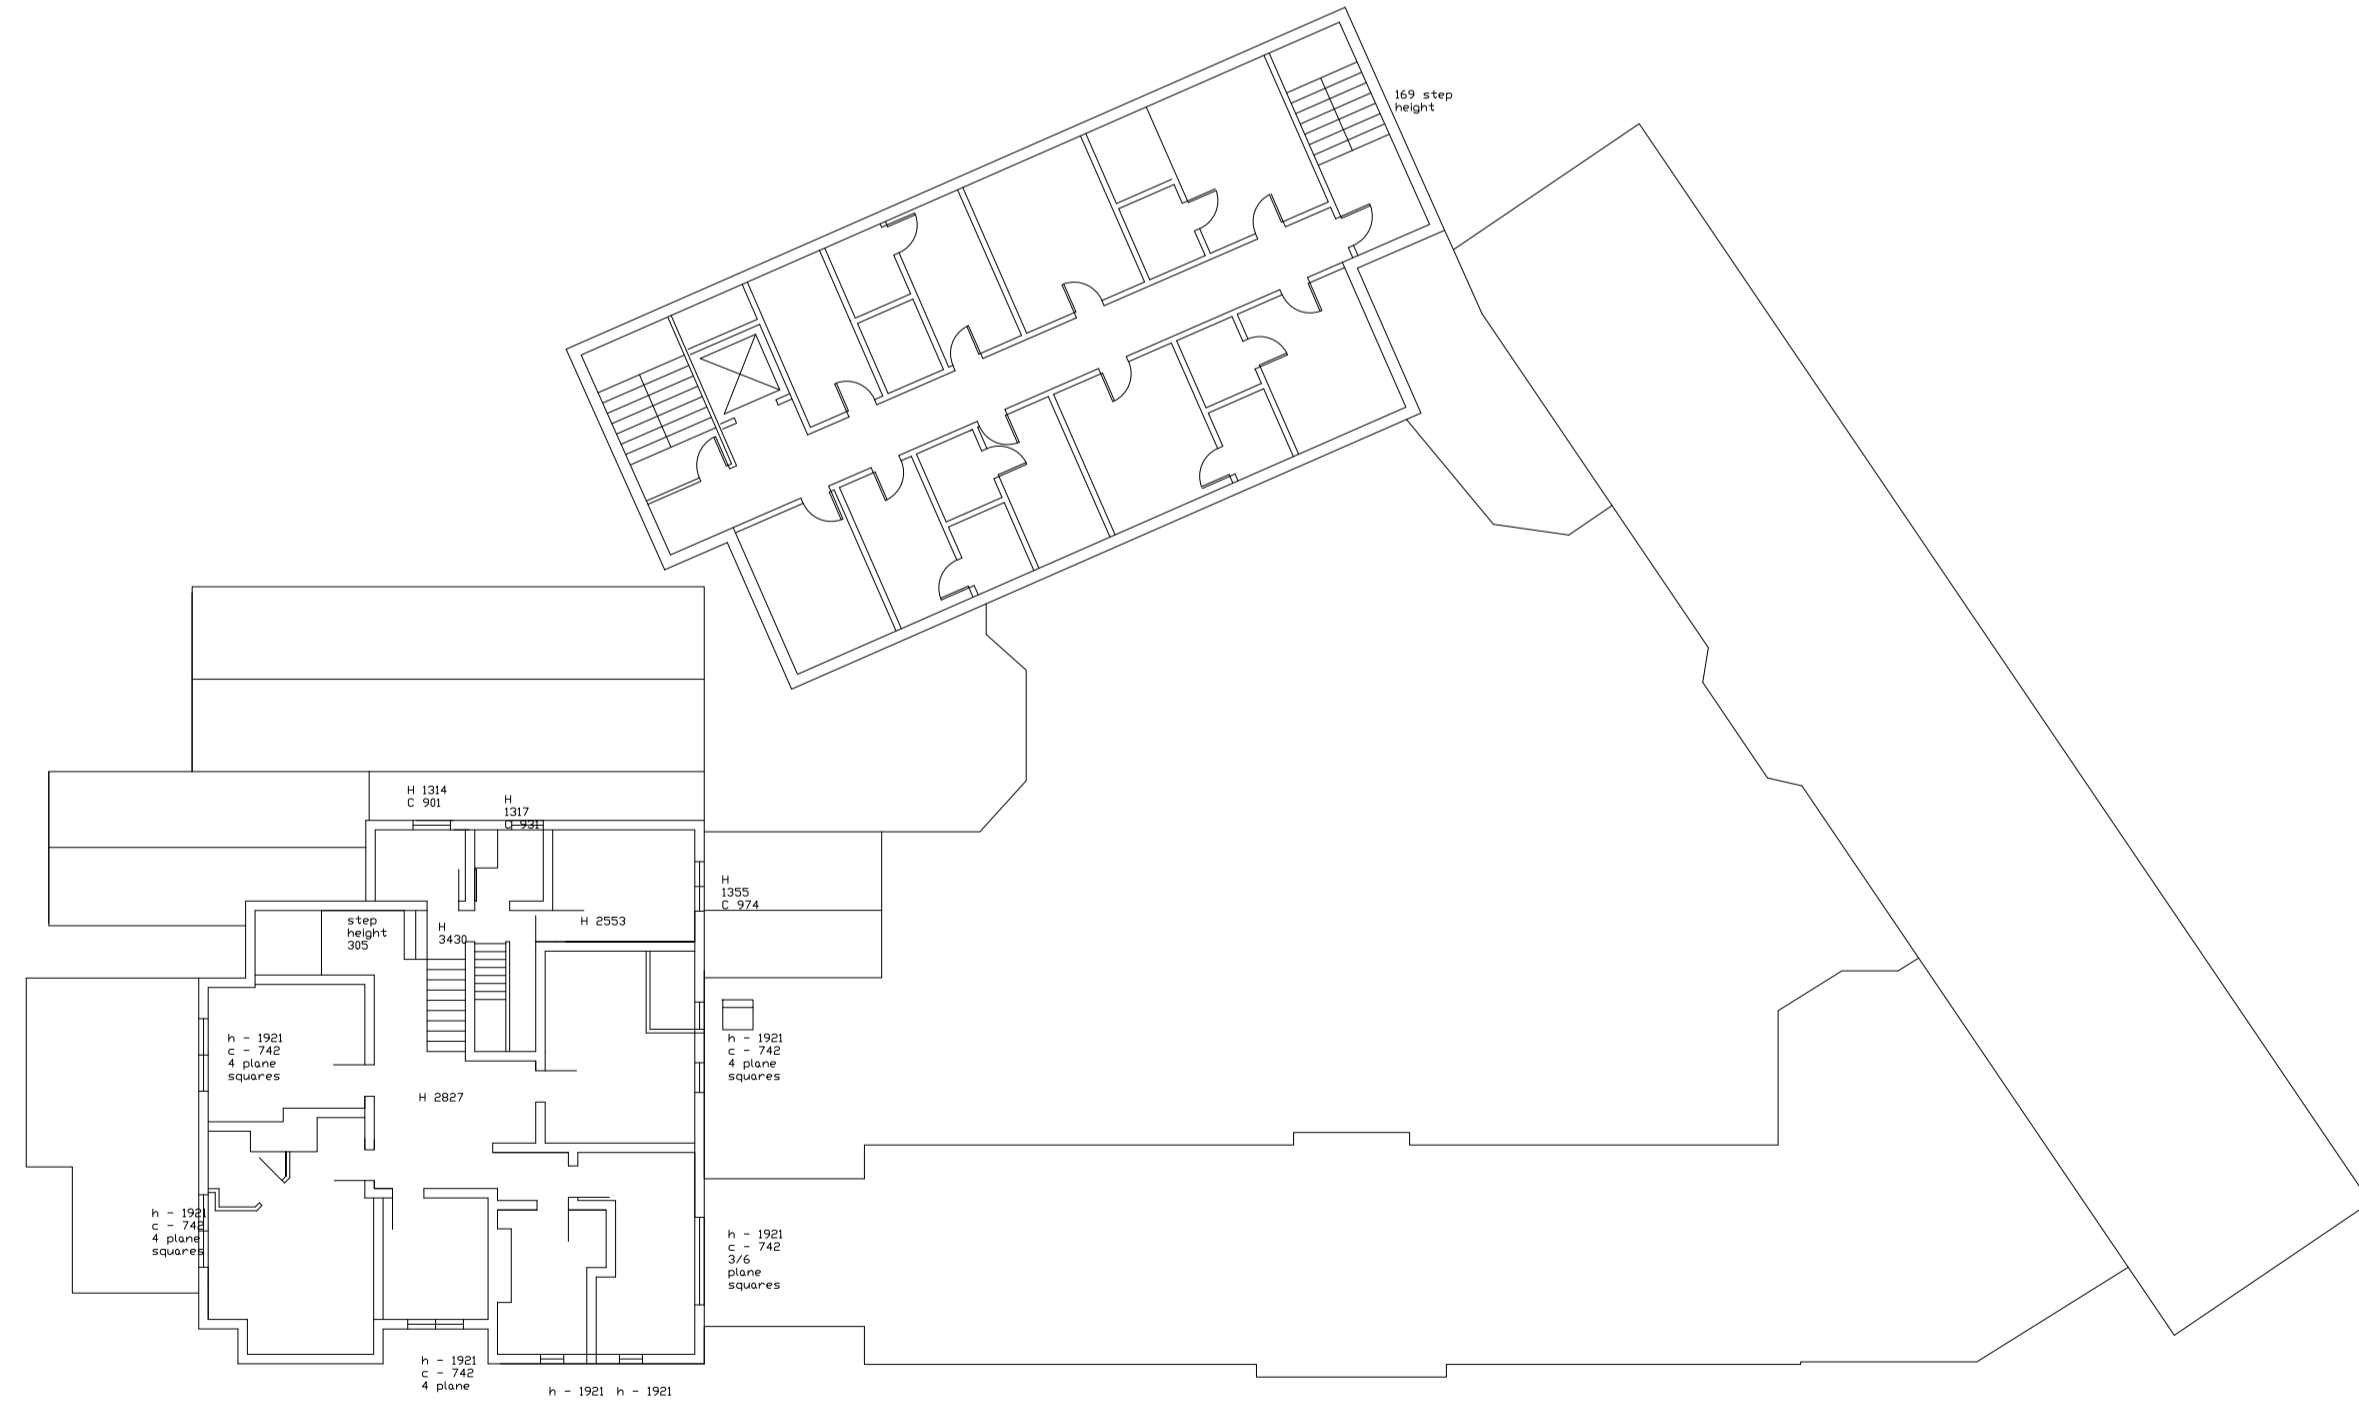 169 step
height
H 1314
C 901
H
1317
C 931
H
1355
C 974
step
height
305
H
3430
H 2553
h - 1921
c - 742
4 plane
squares
h - 1921
c - 742
4 plane
squares
H 2827
h - 1921
c - 742
4 plane
squares
h - 1921
c - 742
3/6
plane
squares
h - 1921
c - 742
4 plane
h - 1921
h - 1921